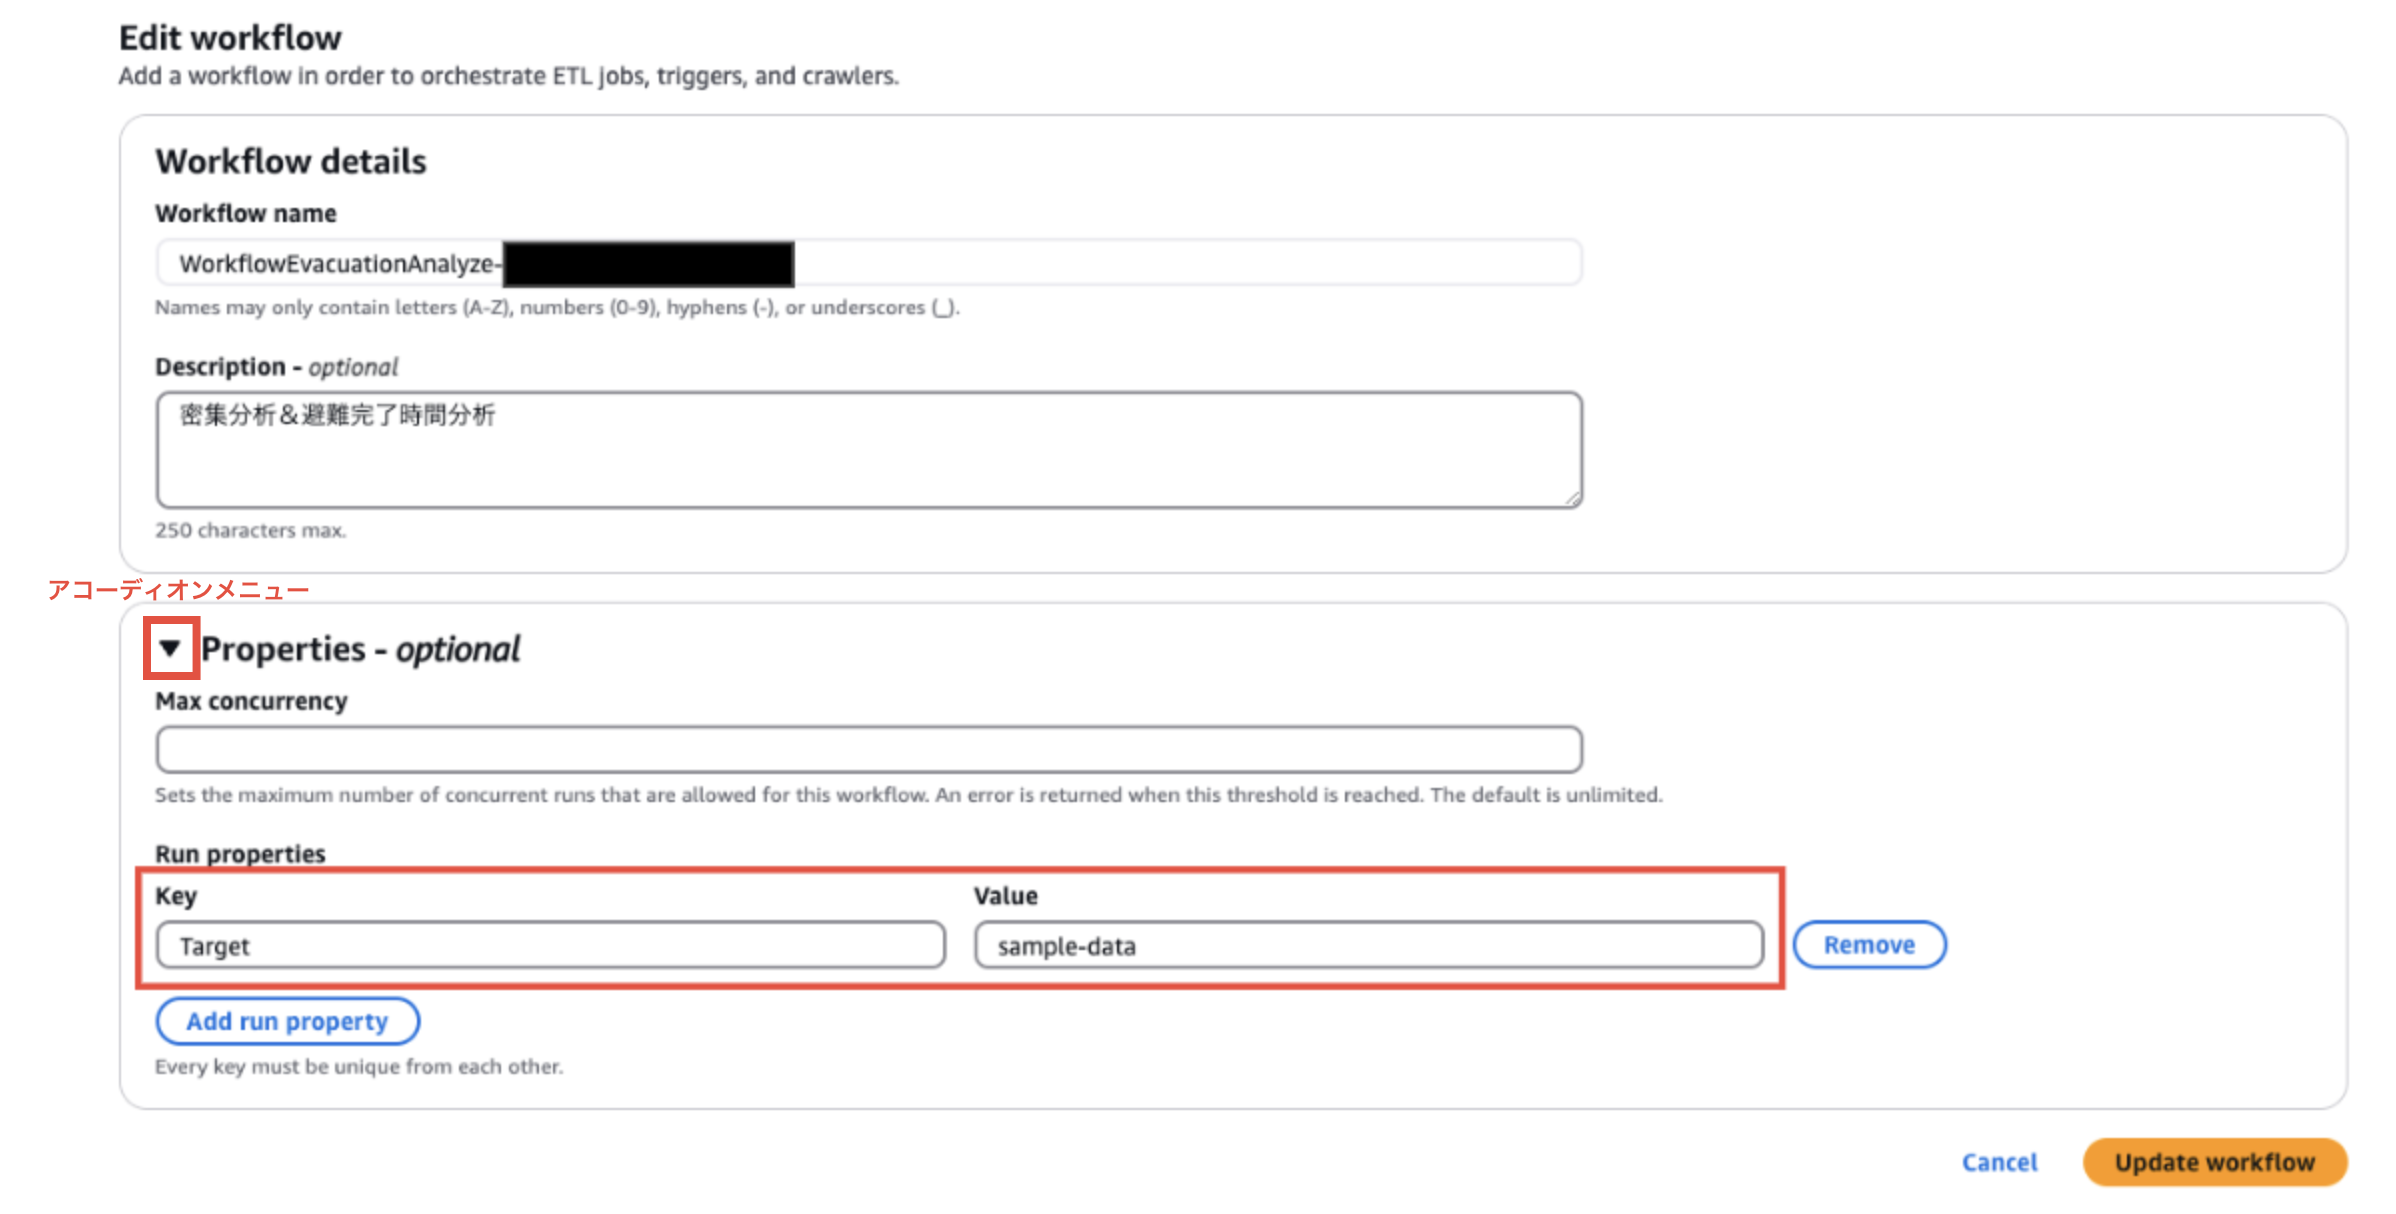 Edit workflow
Add a workflow in order to orchestrate ETL jobs, triggers, and crawlers.
Workflow details
Workflow name
WorkflowEvacuationAnalyze-
Names may only contain letters (A-Z), numbers (0-9), hyphens (-), or underscores (_).
Description - optional
密集分析＆避難完了時間分析
250 characters max.
アコーディオンメニュー
Properties - optional
Max concurrency
Sets the maximum number of concurrent runs that are allowed for this workflow. An error is returned when this threshold is reached. The default is unlimited.
Run properties
Key Value
Target sample-data Remove
Add run property
Every key must be unique from each other.
Cancel Update workflow